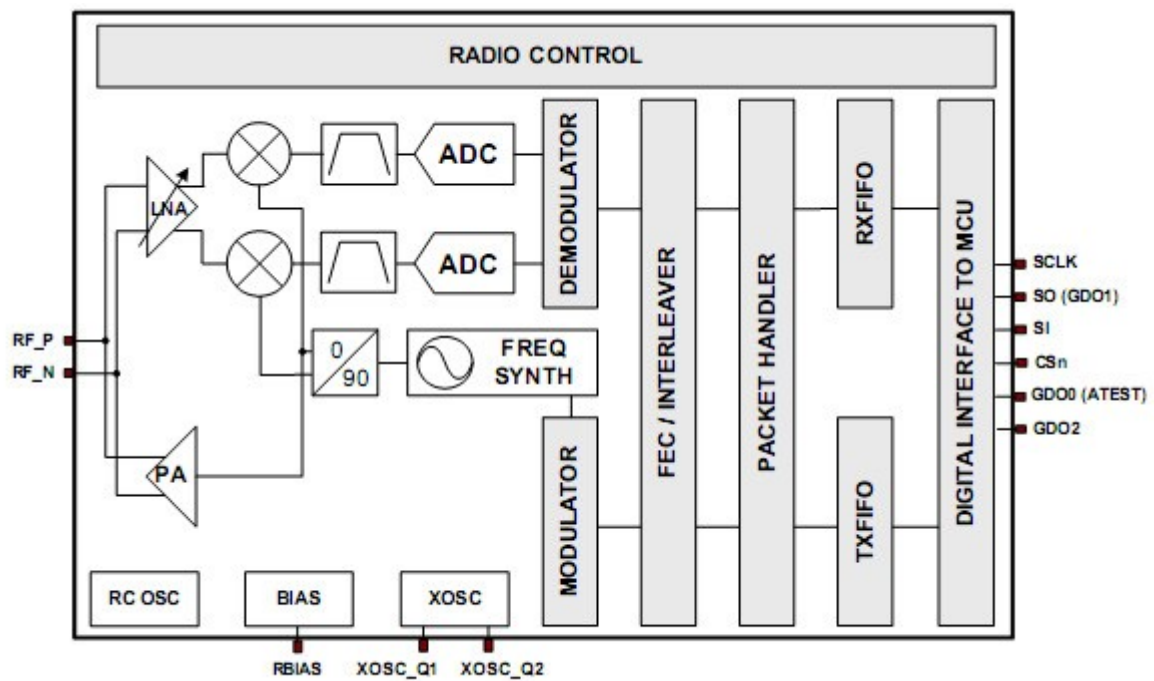 RADIO CONTROL
LNA
ADC
ADC
DEMODULATOR
FEC / INTERLEAVER
PACKET HANDLER
RXFIFO
DIGITAL INTERFACE TO MCU
SCLK
SO (GDO1)
SI
CSn
GDO0 (ATEST)
GDO2
RF_P
RF_N
0
90
FREQ
SYNTH
PA
MODULATOR
TXFIFO
RC OSC
BIAS
XOSC
RBIAS
XOSC_Q1
XOSC_Q2